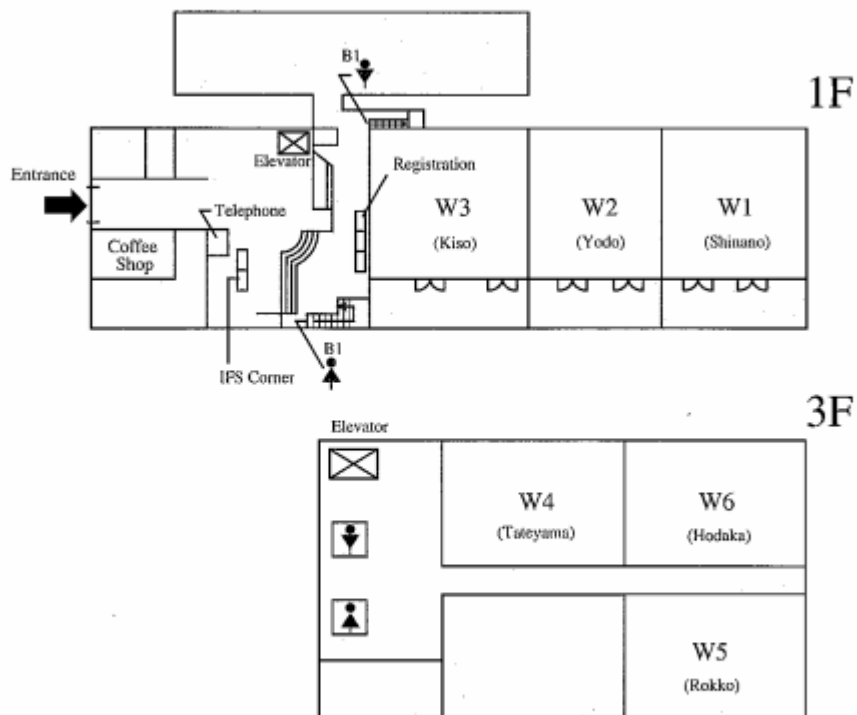 B1
1F
Elevator
Registration
Entrance
Telephone
W3
(Kiso)
W2
(Yodo)
W1
(Shinano)
Coffee
Shop
B1
IFS Corner
3F
Elevator
W4
(Tateyama)
W6
(Hodaka)
W5
(Rokko)